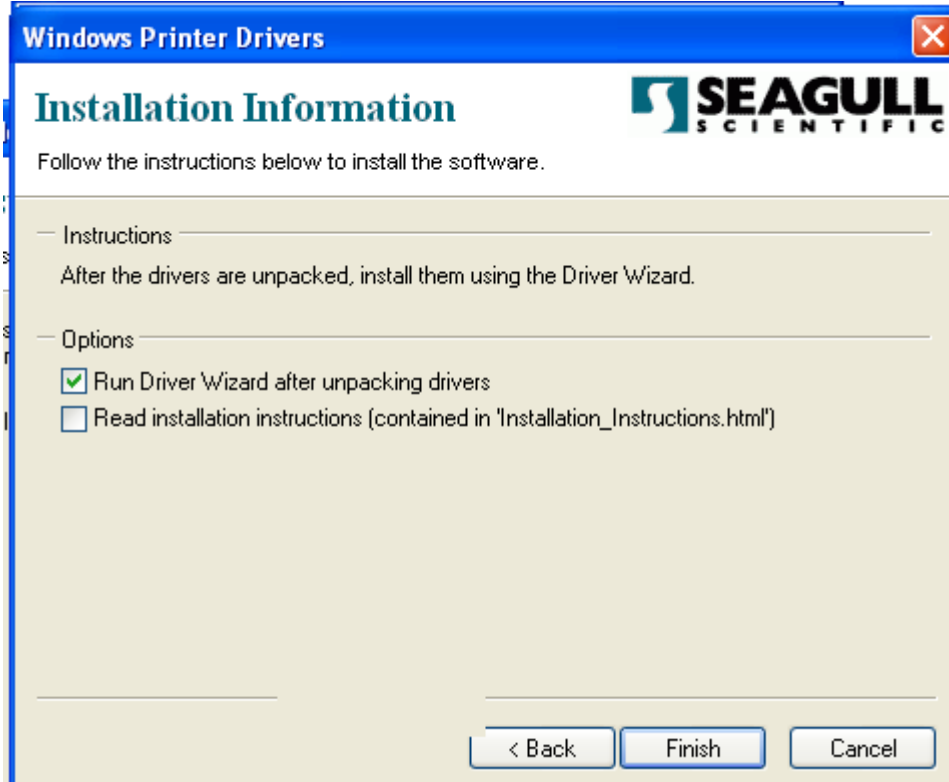 Windows Printer Drivers
Installation Information
SEAGULL
SCIENTIFIC
Follow the instructions below to install the software.
Instructions
After the drivers are unpacked, install them using the Driver Wizard.
Options
Run Driver Wizard after unpacking drivers
Read installation instructions (contained in 'Installation_Instructions.html')
< Back Finish Cancel